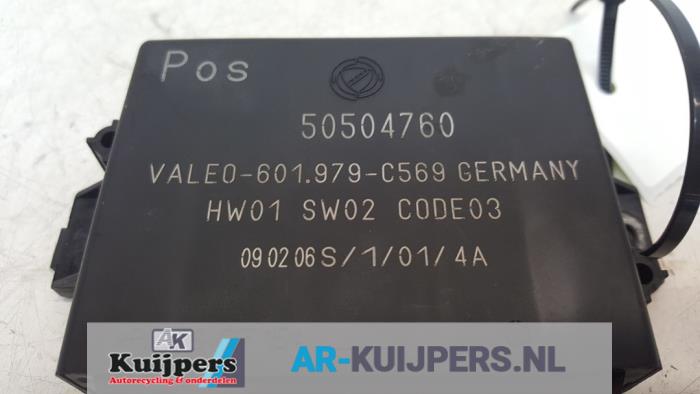 Pos
50504760
VALEO-601.979-C569 GERMANY
HW01 SW02 CODE03
090206S/1/01/4A
AK
Kuijpers
Autorecycling & onderdelen
AR-KUIJPERS.NL